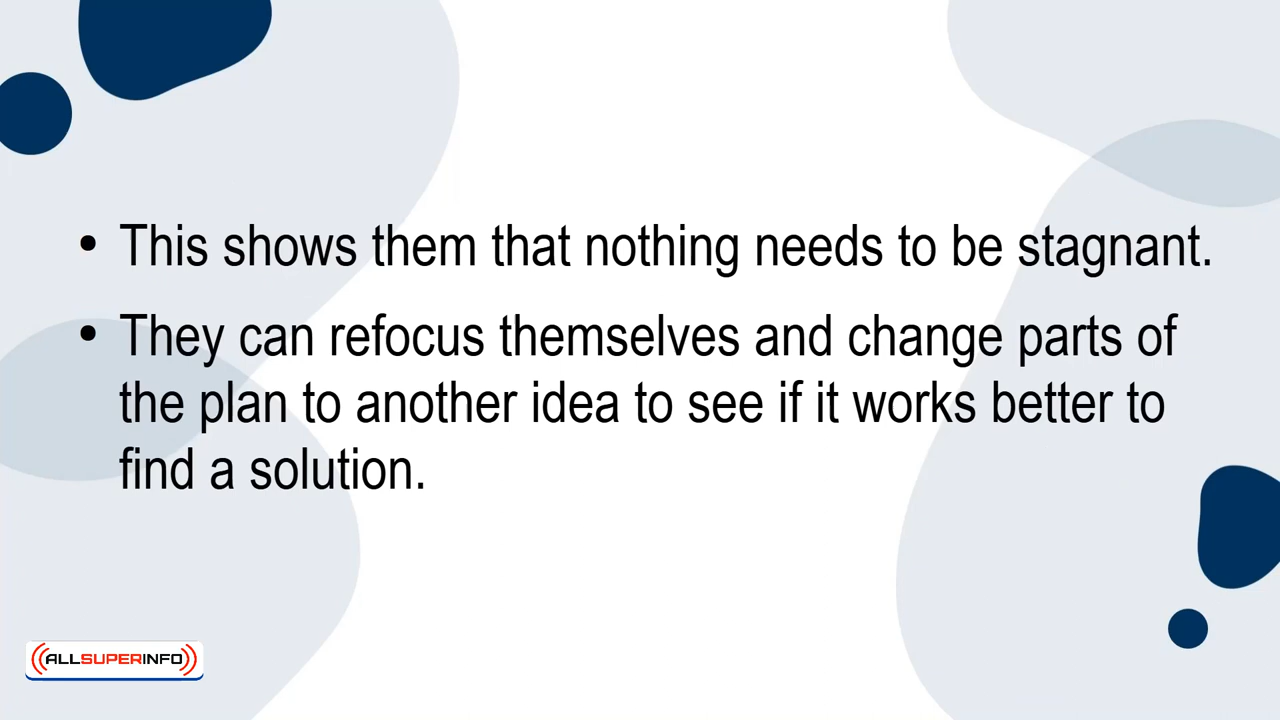 • This shows them that nothing needs to be stagnant.
• They can refocus themselves and change parts of
the plan to another idea to see if it works better to
find a solution.
ALLSUPERINFO